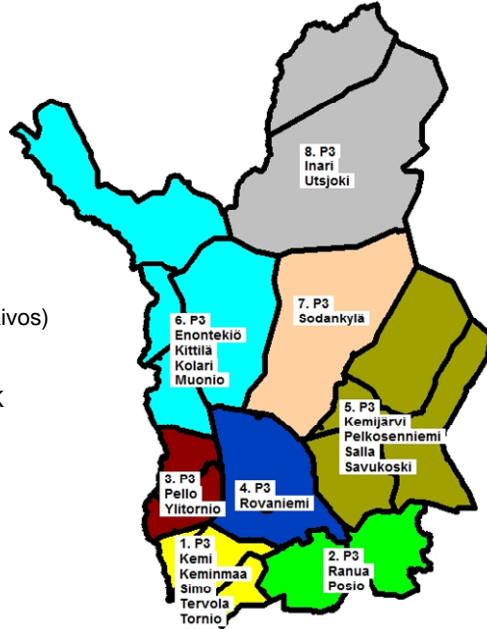 8. P3
Inari
Utsjoki
7. P3
Sodankylä
ivos)
6. P3
Enontekiö
Kittilä
Kolari
Muonio
K
5. P3
Kemijärvi
Pelkosenniemi
Salla
Savukoski
3. P3
Pello
Ylitornio
4. P3
Rovaniemi
1. P3
Kemi
Keminmaa
Simo
Tervola
Tornio
2. P3
Ranua
Posio